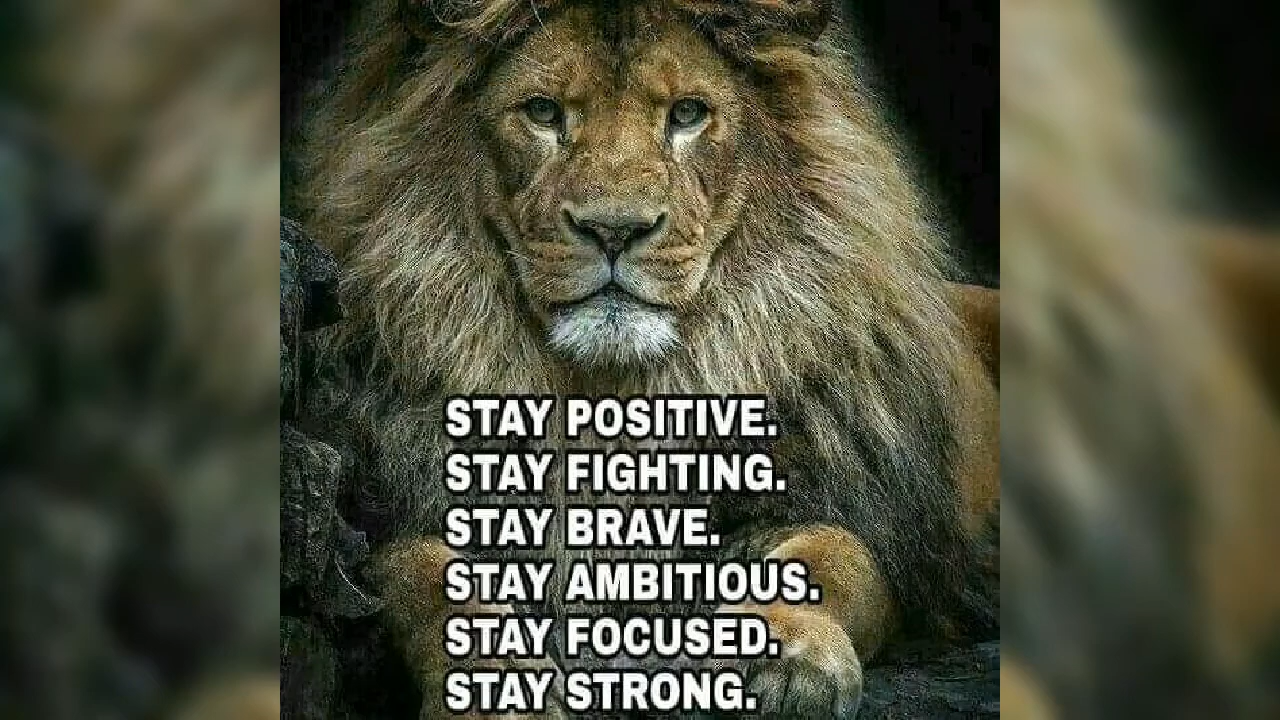 STAY POSITIVE.
STAY FIGHTING.
STAY BRAVE.
STAY AMBITIOUS.
STAY FOCUSED.
STAY STRONG.